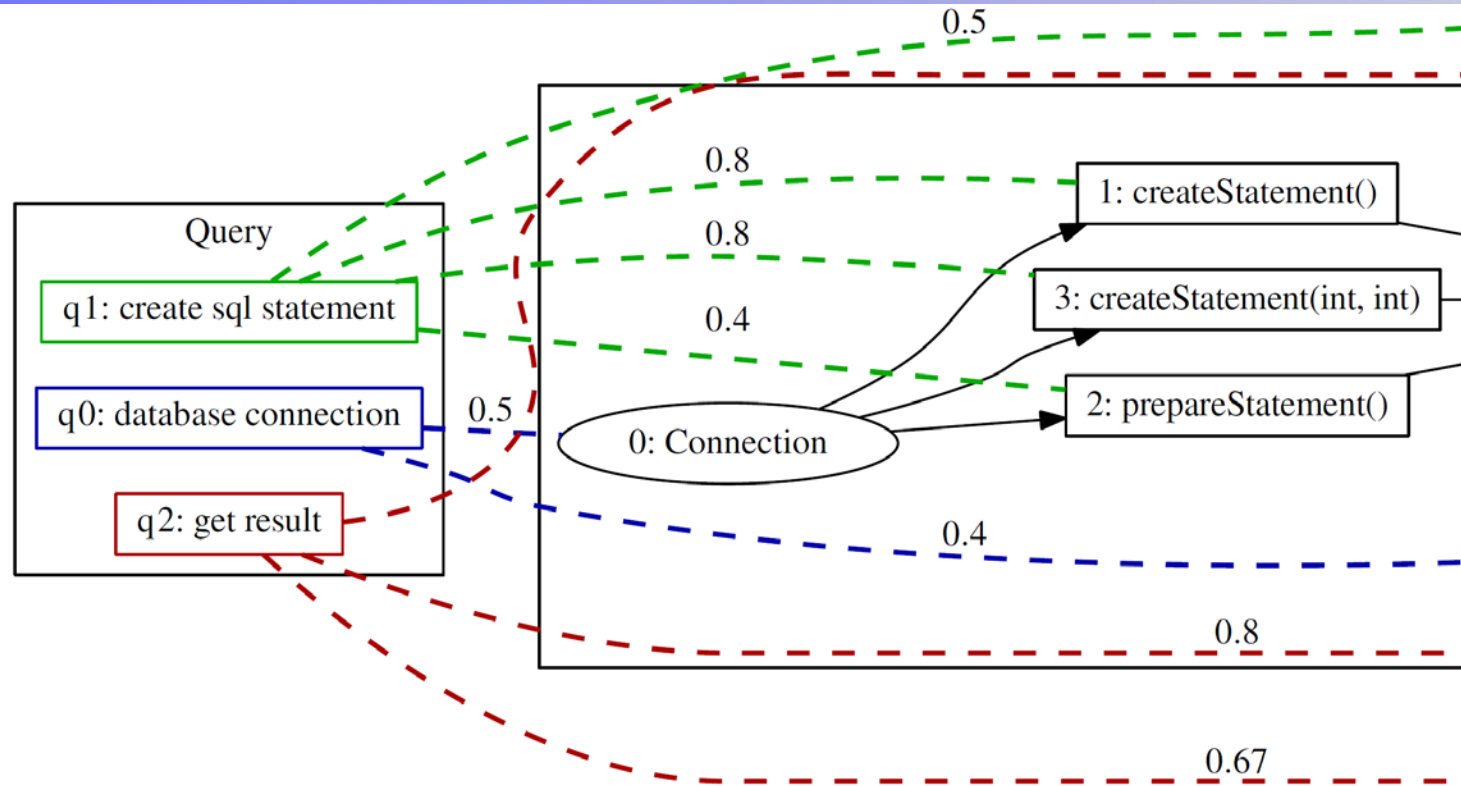 0.5
0.8
1: createStatement()
Query
0.8
q1: create sql statement
3: createStatement(int, int)
0.4
q0: database connection
0.5
2: prepareStatement()
0: Connection
q2: get result
0.4
0.8
0.67